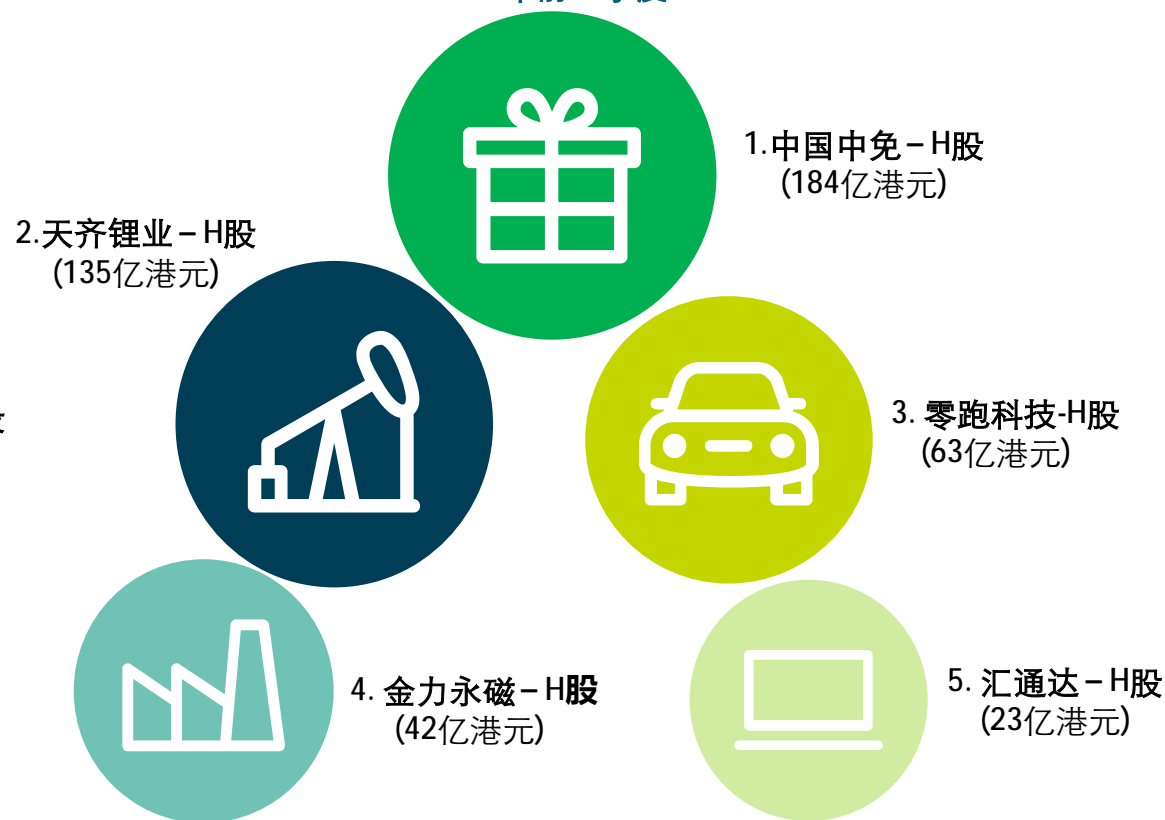 1.中国中免 – H股
(184亿港元)
2.天齐锂业 – H股
(135亿港元)
3. 零跑科技-H股
(63亿港元)
4. 金力永磁 – H股
(42亿港元)
5. 汇通达 – H股
(23亿港元)